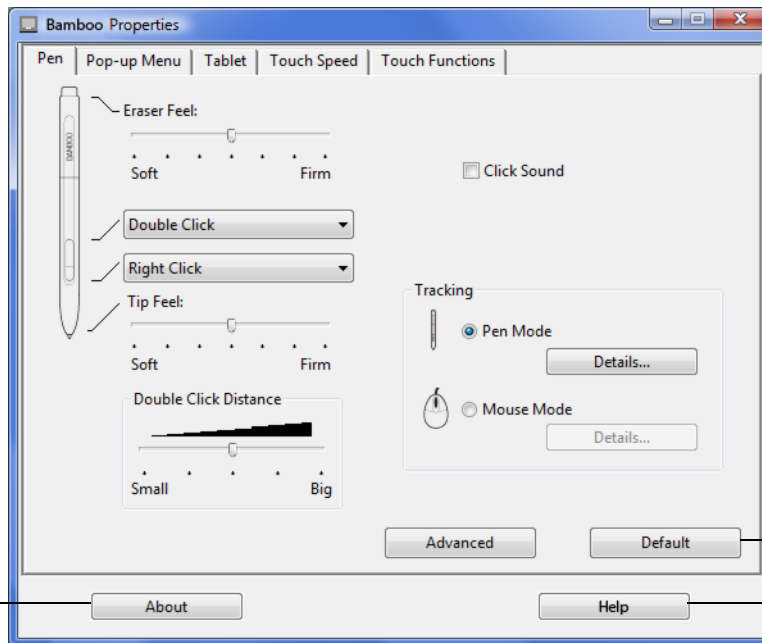 Bamboo Properties
Pen Pop-up Menu Tablet Touch Speed Touch Functions
Eraser Feel:
BAMBOO
Soft Firm
Click Sound
Double Click
Right Click
Tip Feel:
Soft Firm
Tracking
Pen Mode
Details...
Mouse Mode
Details...
Double Click Distance
Small Big
Advanced Default
About Help